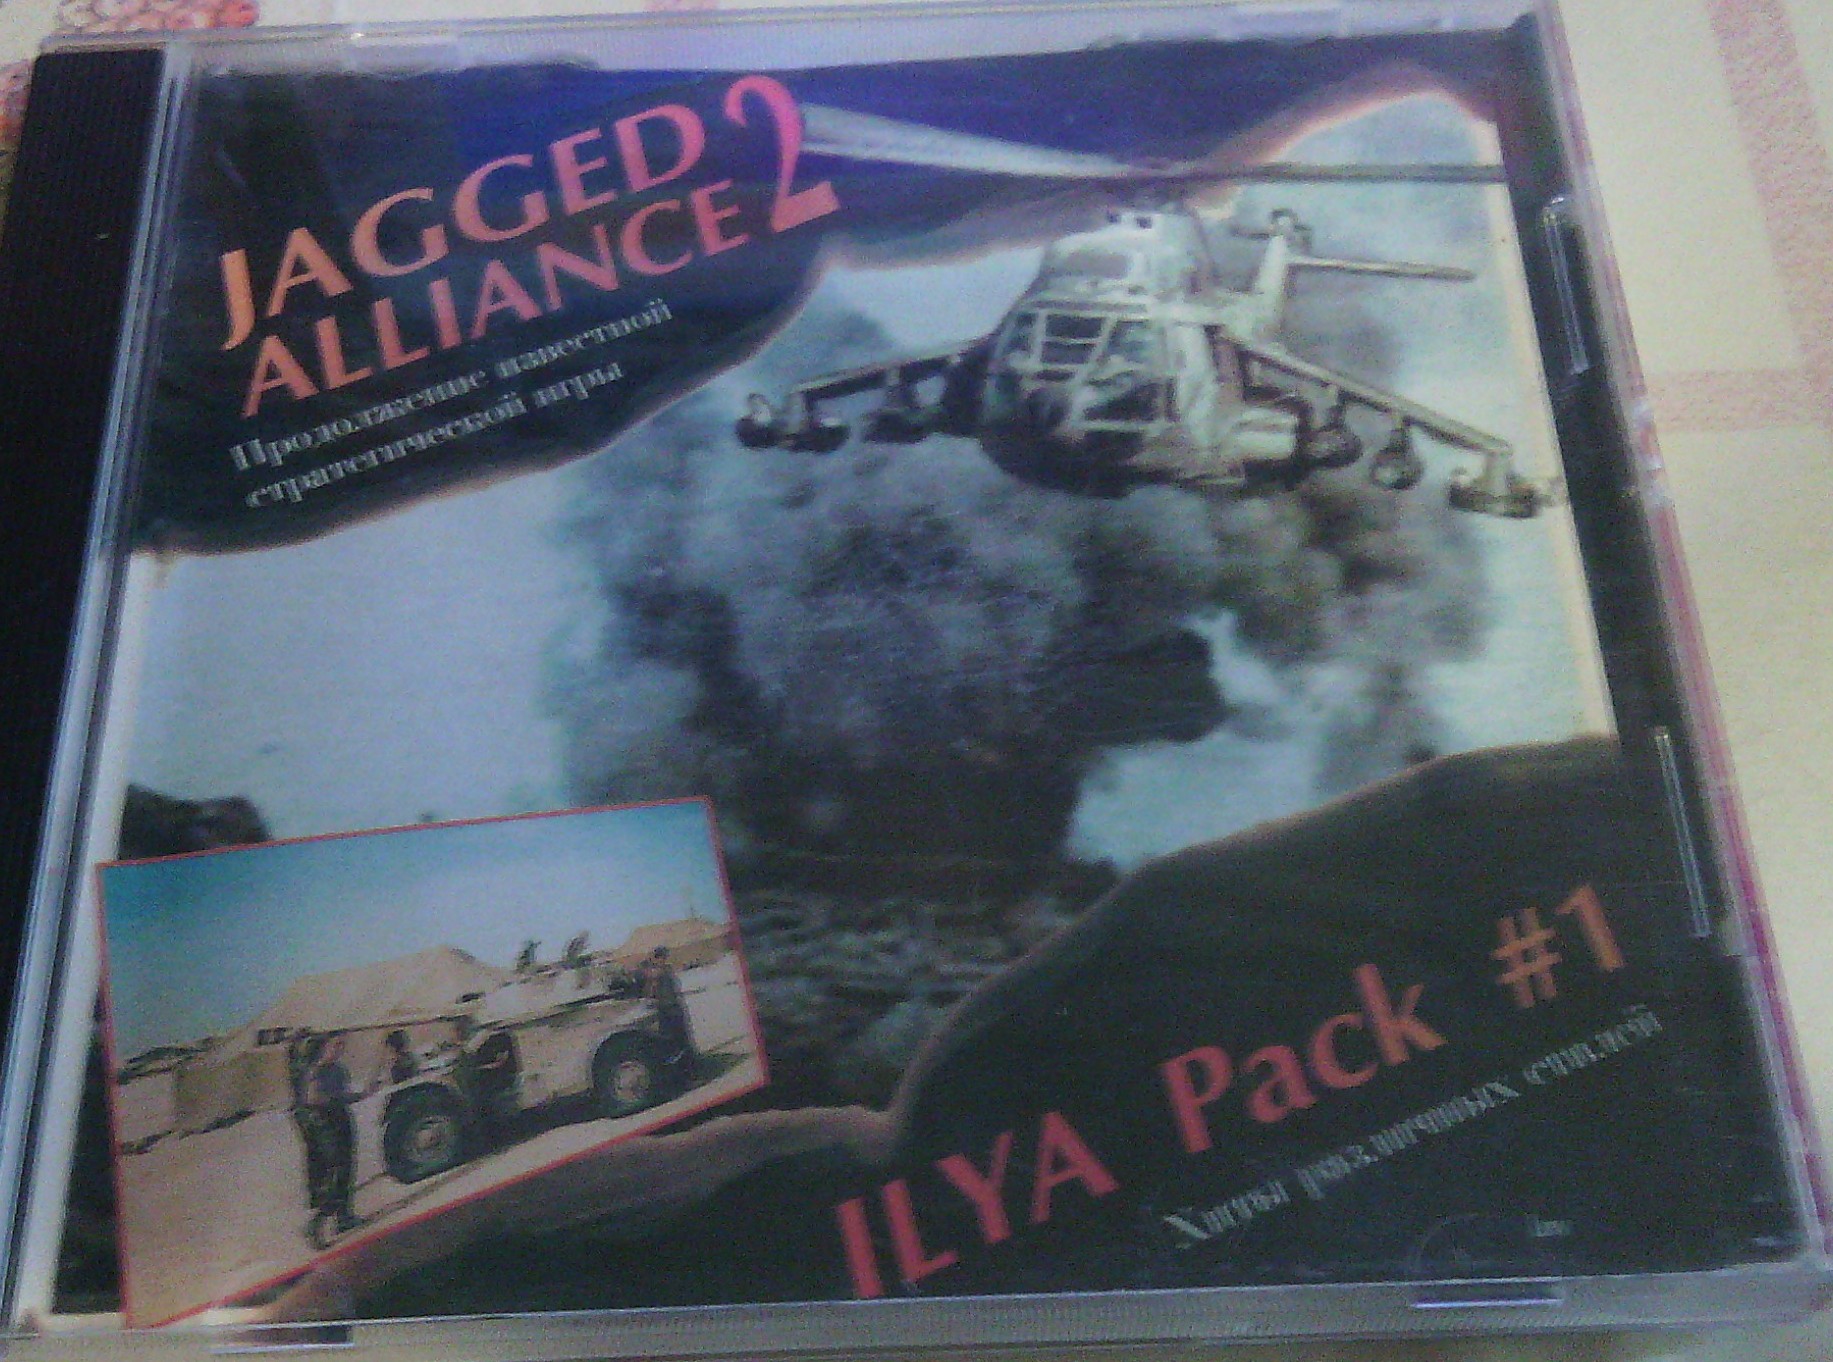 JAGGED
ALLIANCE 2
Продолжение известной
стратегической игры
ILYA Pack #1
Хиты различных стилей